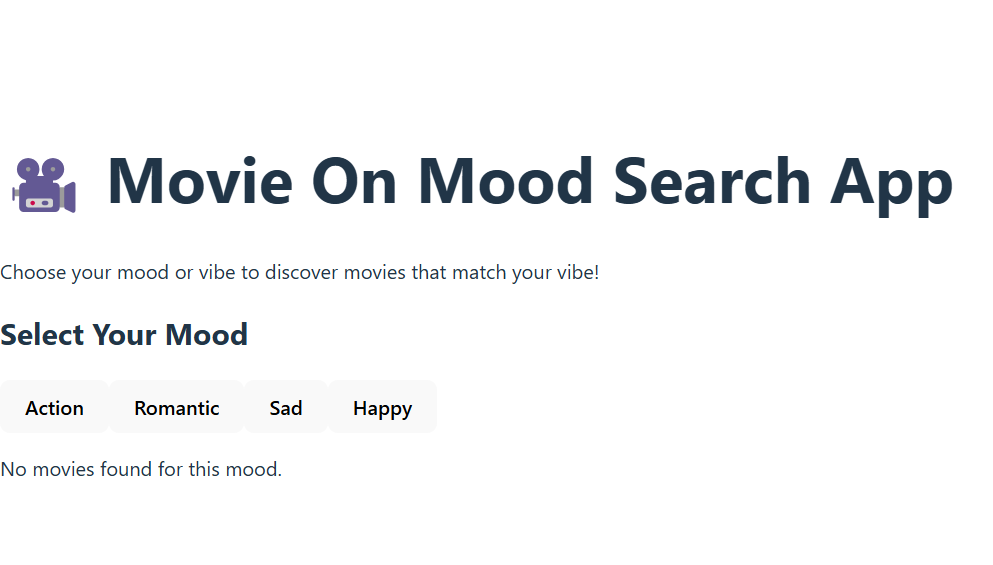 Movie On Mood Search App
Choose your mood or vibe to discover movies that match your vibe!
Select Your Mood
Action Romantic Sad Happy
No movies found for this mood.